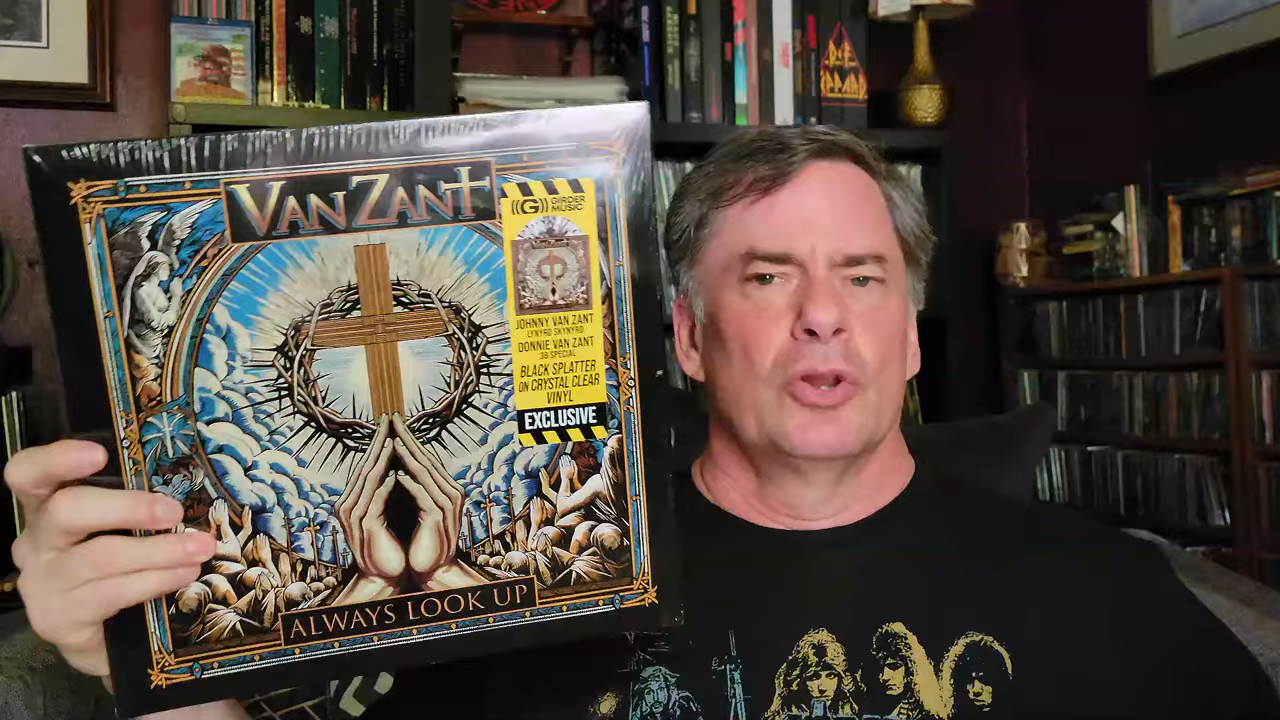 DEF
LEPPARD
VAN ZANT
((G)) GIRDER
MUSIC
JOHNNY VAN ZANT
LYNYRD SKYNYRD
DONNIE VAN ZANT
.38 SPECIAL
BLACK SPLATTER
ON CRYSTAL CLEAR
VINYL
EXCLUSIVE
ALWAYS LOOK UP